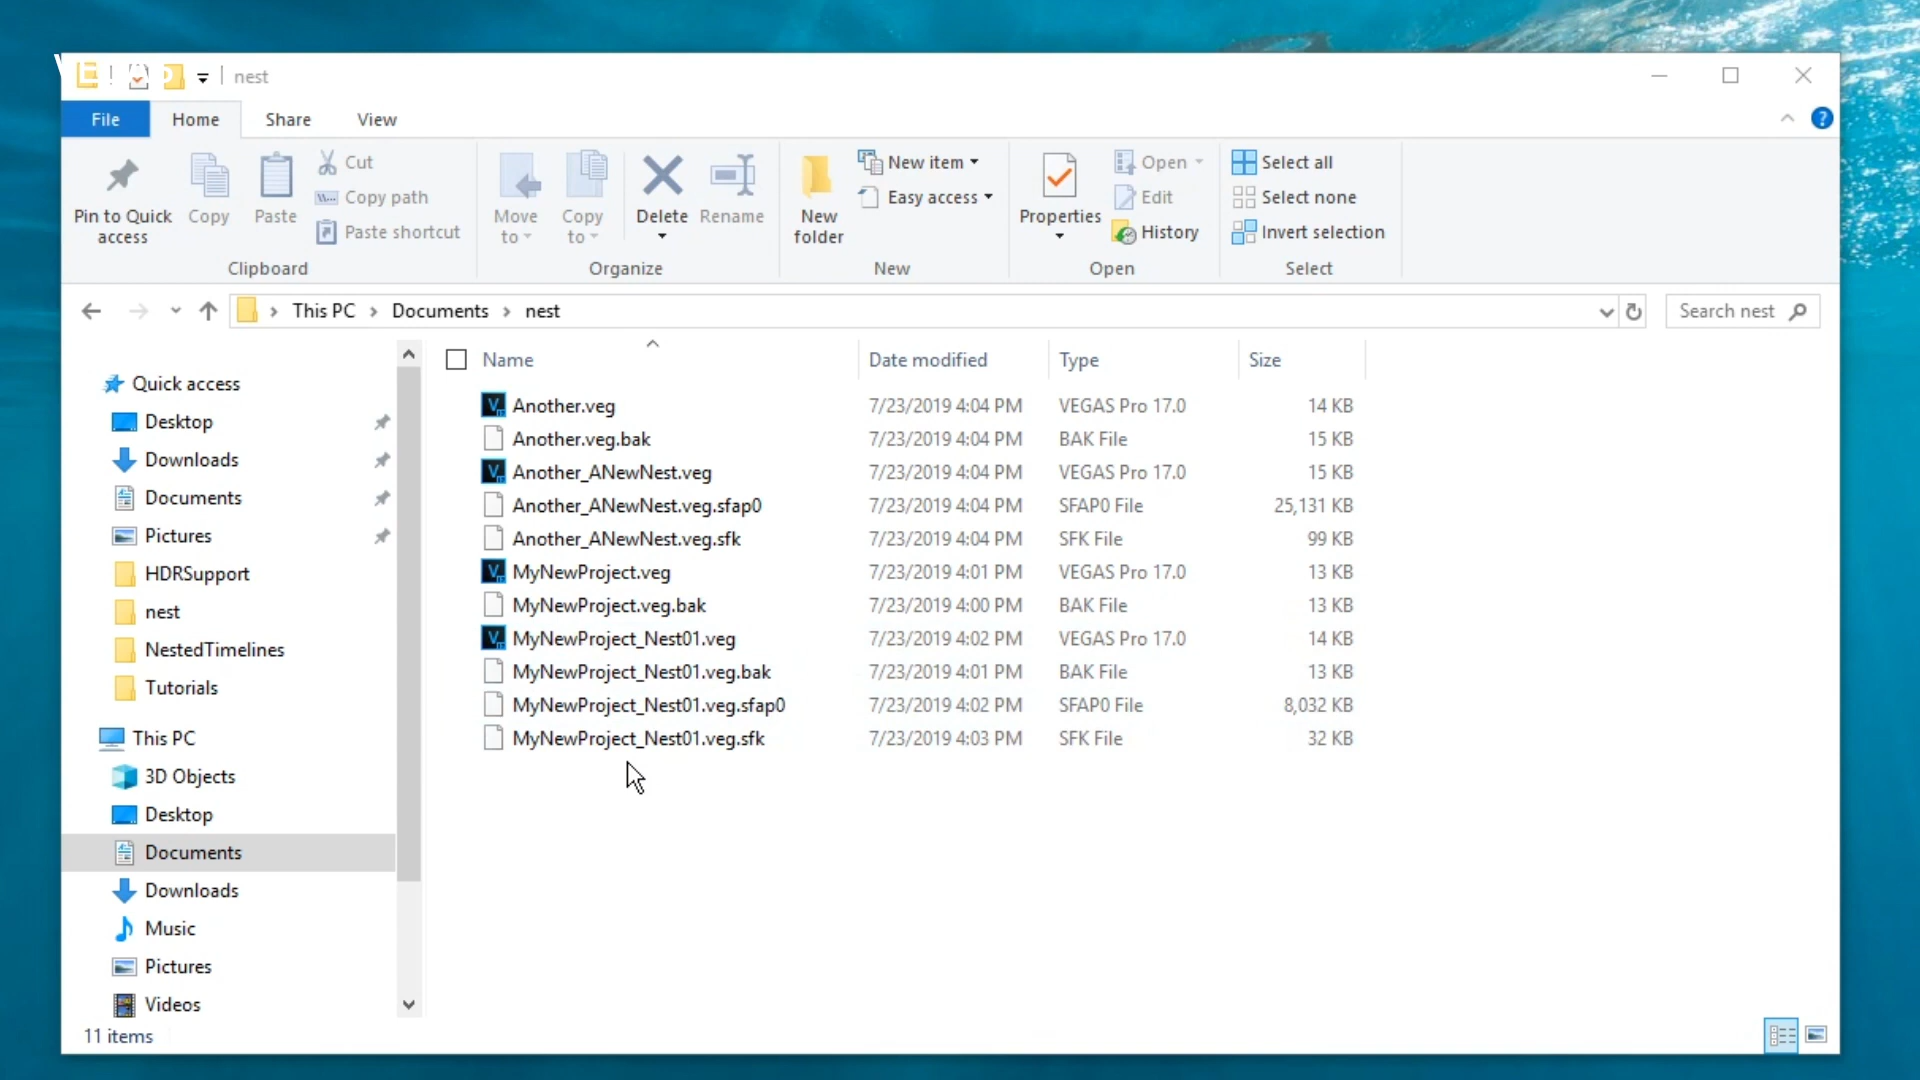 nest
File Home Share View
Pin to Quick access
Copy
Paste
Cut
Copy path
Paste shortcut
Clipboard
Move to
Copy to
Delete
Rename
Organize
New folder
New item
Easy access
New
Properties
Open
Edit
History
Open
Select all
Select none
Invert selection
Select
This PC > Documents > nest
Search nest
Name Date modified Type Size
Another.veg 7/23/2019 4:04 PM VEGAS Pro 17.0 14 KB
Another.veg.bak 7/23/2019 4:04 PM BAK File 15 KB
Another_ANewNest.veg 7/23/2019 4:04 PM VEGAS Pro 17.0 15 KB
Another_ANewNest.veg.sfap0 7/23/2019 4:04 PM SFAP0 File 25,131 KB
Another_ANewNest.veg.sfk 7/23/2019 4:04 PM SFK File 99 KB
MyNewProject.veg 7/23/2019 4:01 PM VEGAS Pro 17.0 13 KB
MyNewProject.veg.bak 7/23/2019 4:00 PM BAK File 13 KB
MyNewProject_Nest01.veg 7/23/2019 4:02 PM VEGAS Pro 17.0 14 KB
MyNewProject_Nest01.veg.bak 7/23/2019 4:01 PM BAK File 13 KB
MyNewProject_Nest01.veg.sfap0 7/23/2019 4:02 PM SFAP0 File 8,032 KB
MyNewProject_Nest01.veg.sfk 7/23/2019 4:03 PM SFK File 32 KB
Quick access
Desktop
Downloads
Documents
Pictures
HDRSupport
nest
NestedTimelines
Tutorials
This PC
3D Objects
Desktop
Documents
Downloads
Music
Pictures
Videos
11 items